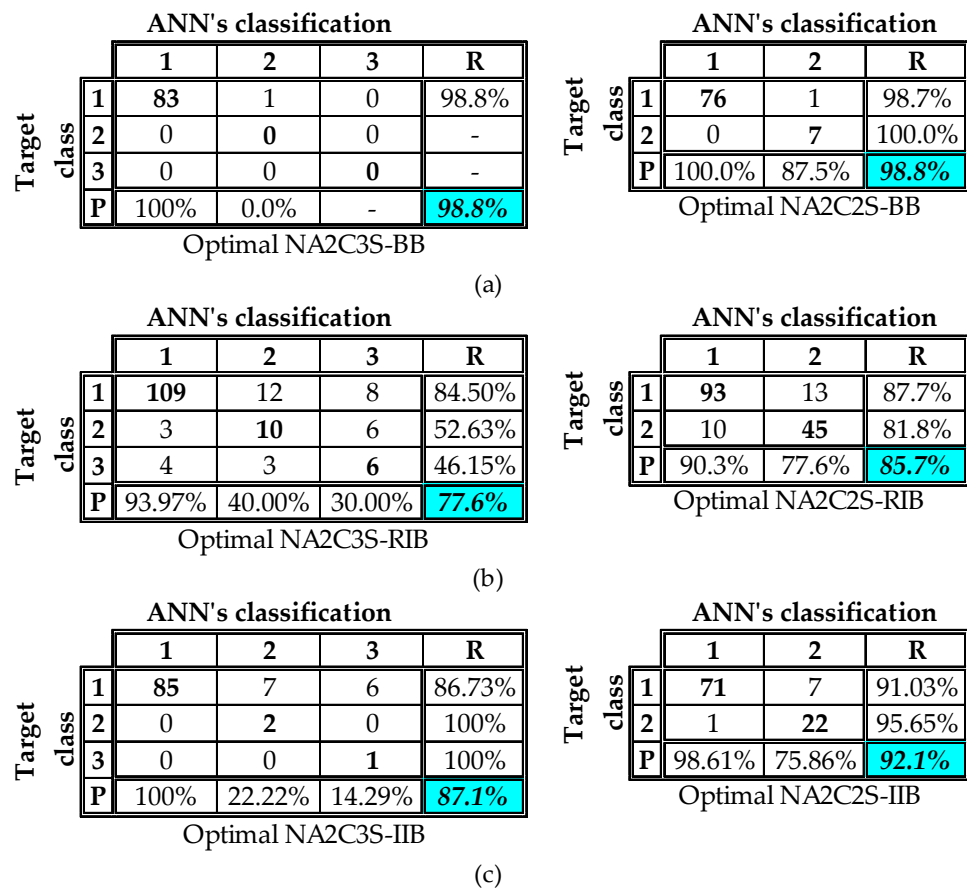 ANN's classification
1 2 3 R
Target class
1 83 1 0 98.8%
2 0 0 0 -
3 0 0 0 -
P 100% 0.0% - 98.8%
Optimal NA2C3S-BB
ANN's classification
1 2 R
Target class
1 76 1 98.7%
2 0 7 100.0%
P 100.0% 87.5% 98.8%
Optimal NA2C2S-BB
(a)
ANN's classification
1 2 3 R
Target class
1 109 12 8 84.50%
2 3 10 6 52.63%
3 4 3 6 46.15%
P 93.97% 40.00% 30.00% 77.6%
Optimal NA2C3S-RIB
ANN's classification
1 2 R
Target class
1 93 13 87.7%
2 10 45 81.8%
P 90.3% 77.6% 85.7%
Optimal NA2C2S-RIB
(b)
ANN's classification
1 2 3 R
Target class
1 85 7 6 86.73%
2 0 2 0 100%
3 0 0 1 100%
P 100% 22.22% 14.29% 87.1%
Optimal NA2C3S-IIB
ANN's classification
1 2 R
Target class
1 71 7 91.03%
2 1 22 95.65%
P 98.61% 75.86% 92.1%
Optimal NA2C2S-IIB
(c)